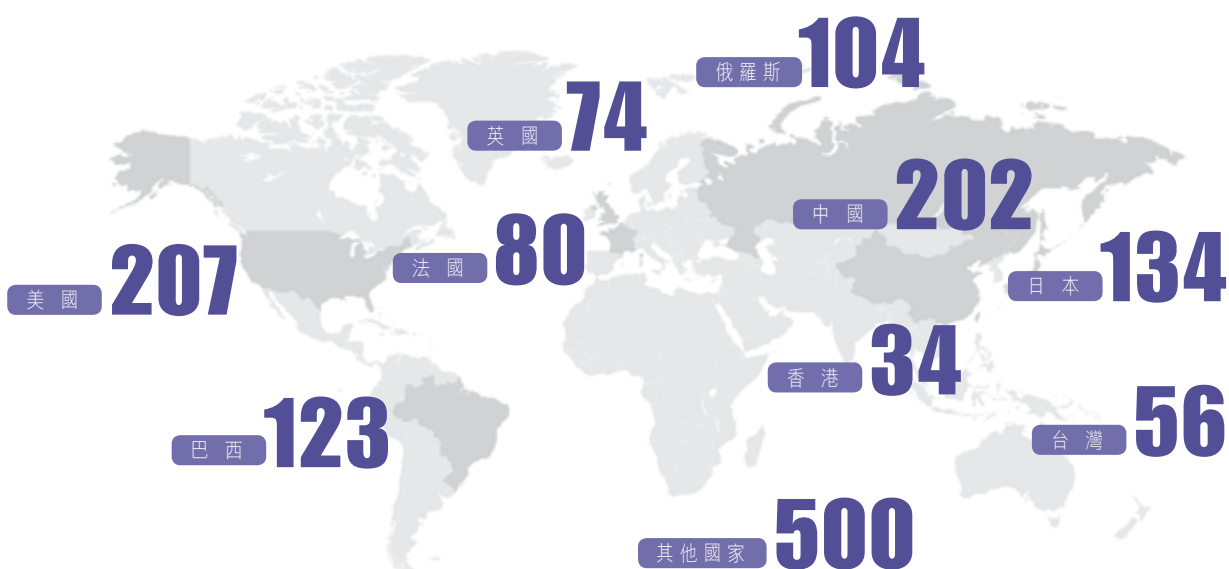 俄羅斯 104
英國 74
中國 202
法國 80
美國 207
日本 134
香港 34
巴西 123
台灣 56
其他國家 500